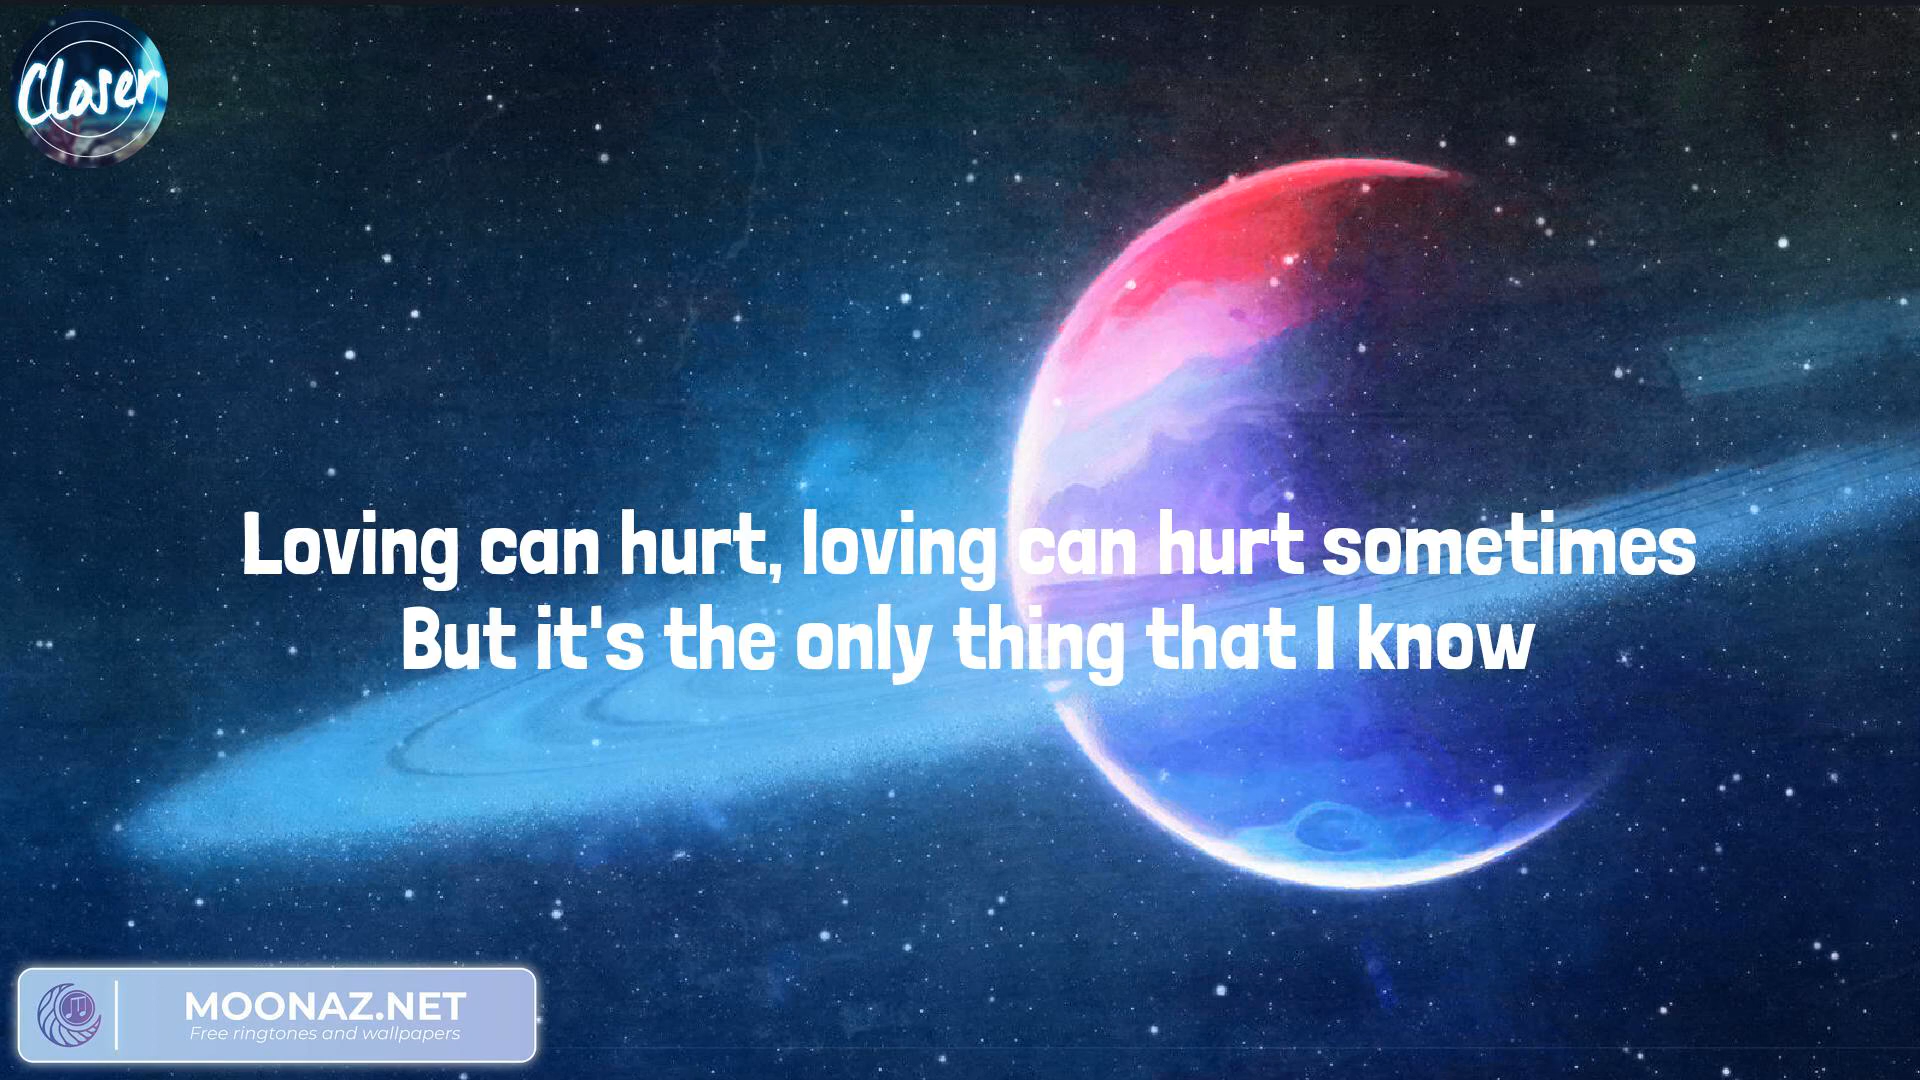 Closer
Loving can hurt, loving can hurt sometimes
But it's the only thing that I know
MOONAZ.NET
Free ringtones and wallpapers